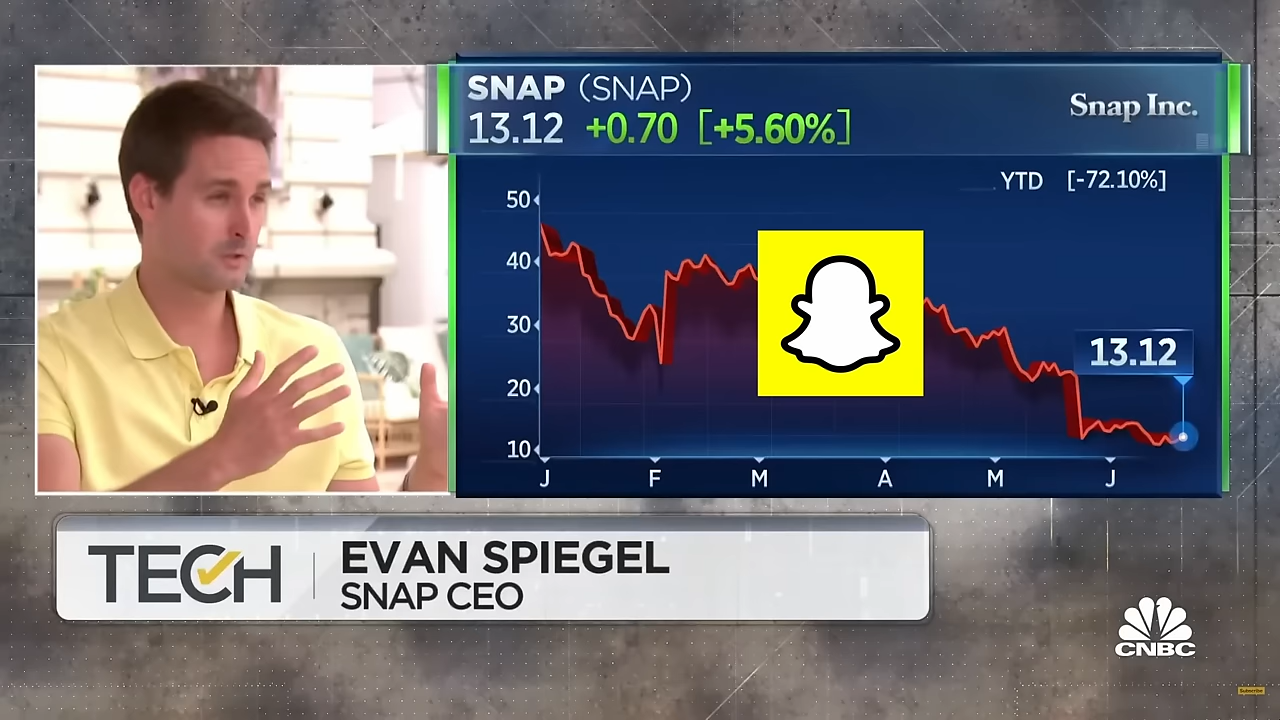 SNAP (SNAP)
13.12 +0.70 [+5.60%]
Snap Inc.
YTD [-72.10%]
50
40
30
20
10
13.12
J F M A M J
TECH
EVAN SPIEGEL
SNAP CEO
CNBC
Subscribe